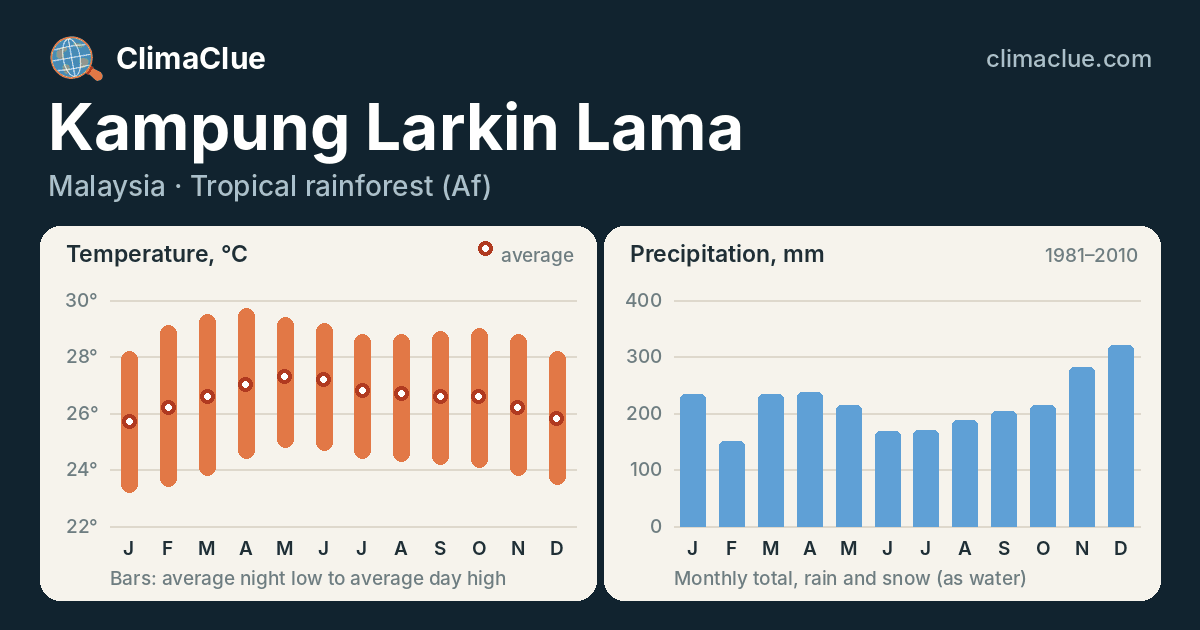 ClimaClue
climaclue.com
Kampung Larkin Lama
Malaysia · Tropical rainforest (Af)
Temperature, °C
average
30°
28°
26°
24°
22°
J F M A M J J A S O N D
Bars: average night low to average day high
Precipitation, mm
1981–2010
400
300
200
100
0
J F M A M J J A S O N D
Monthly total, rain and snow (as water)